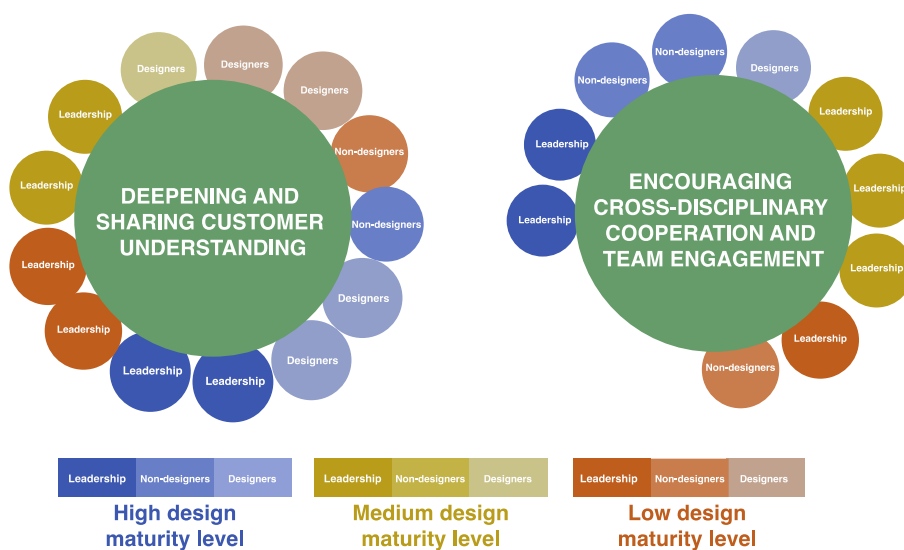 Designers
Designers
Designers
Leadership
Non-designers
Leadership
Non-designers
Leadership
Designers
Leadership
Designers
Leadership
Leadership
DEEPENING AND
SHARING CUSTOMER
UNDERSTANDING
Non-designers
Designers
Non-designers
Leadership
Leadership
Leadership
Leadership
Leadership
Leadership
Non-designers
ENCOURAGING
CROSS-DISCIPLINARY
COOPERATION AND
TEAM ENGAGEMENT
Leadership Non-designers Designers
High design
maturity level
Leadership Non-designers Designers
Medium design
maturity level
Leadership Non-designers Designers
Low design
maturity level